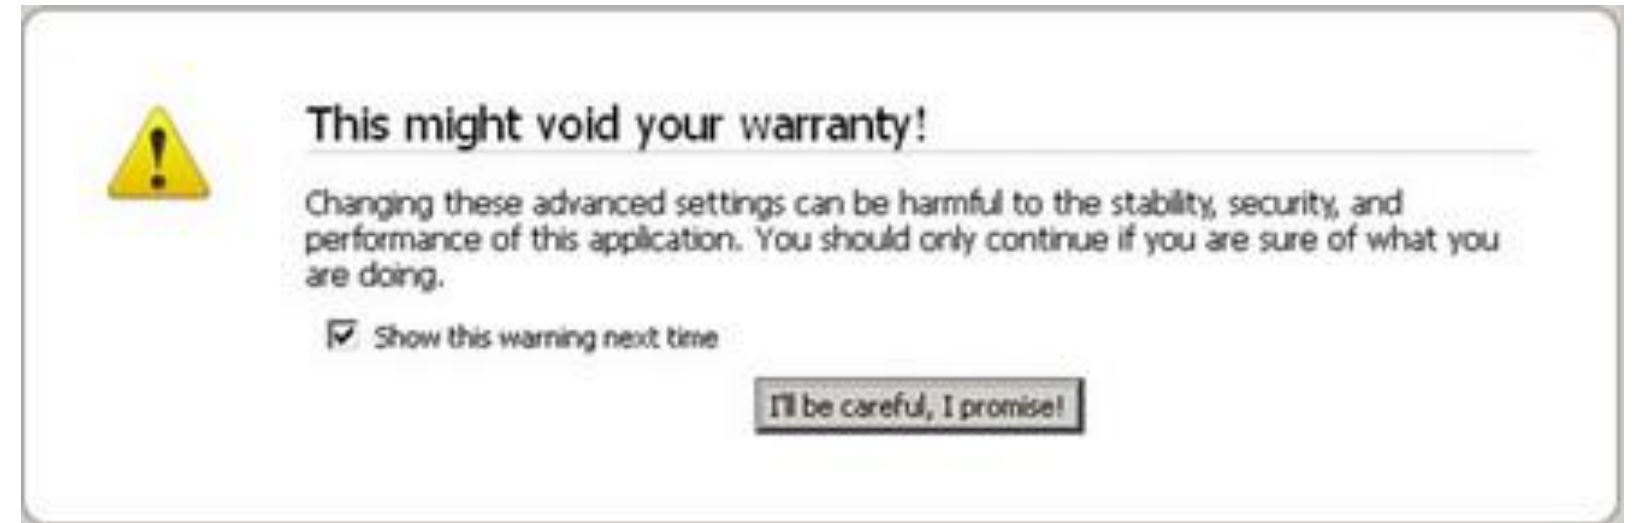 This might void your warranty!
Changing these advanced settings can be harmful to the stability, security, and
performance of this application. You should only continue if you are sure of what you
are doing.
Show this warning next time
I'll be careful, I promise!